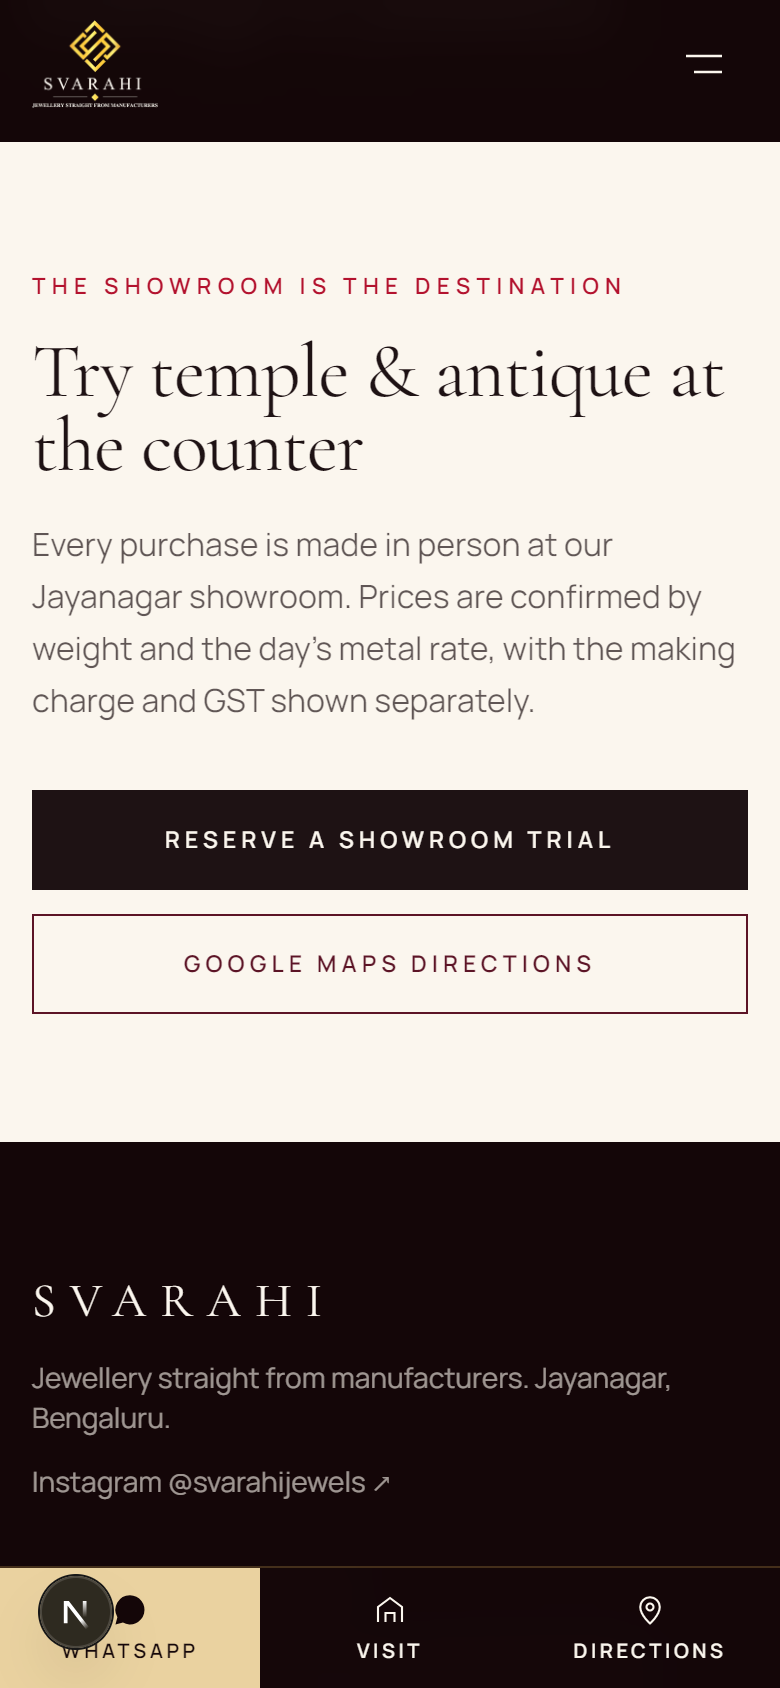 SVARAHI
JEWELLERY STRAIGHT FROM MANUFACTURERS
THE SHOWROOM IS THE DESTINATION
Try temple & antique at
the counter
Every purchase is made in person at our
Jayanagar showroom. Prices are confirmed by
weight and the day’s metal rate, with the making
charge and GST shown separately.
RESERVE A SHOWROOM TRIAL
GOOGLE MAPS DIRECTIONS
SVARAHI
Jewellery straight from manufacturers. Jayanagar,
Bengaluru.
Instagram @svarahijewels ↗
N
WHATSAPP
VISIT
DIRECTIONS